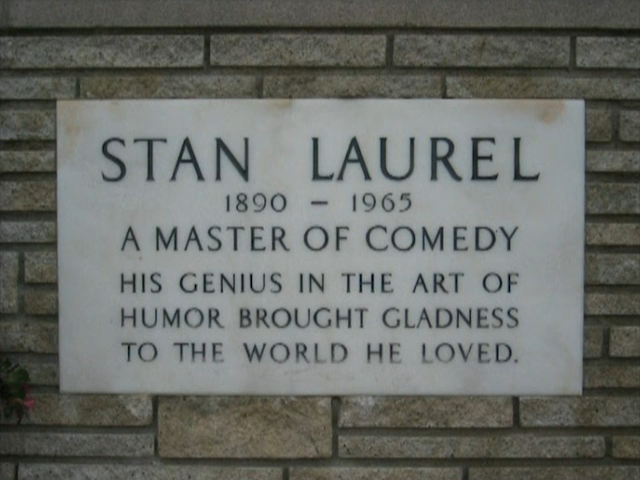 STAN LAUREL
1890 – 1965
A MASTER OF COMEDY
HIS GENIUS IN THE ART OF
HUMOR BROUGHT GLADNESS
TO THE WORLD HE LOVED.